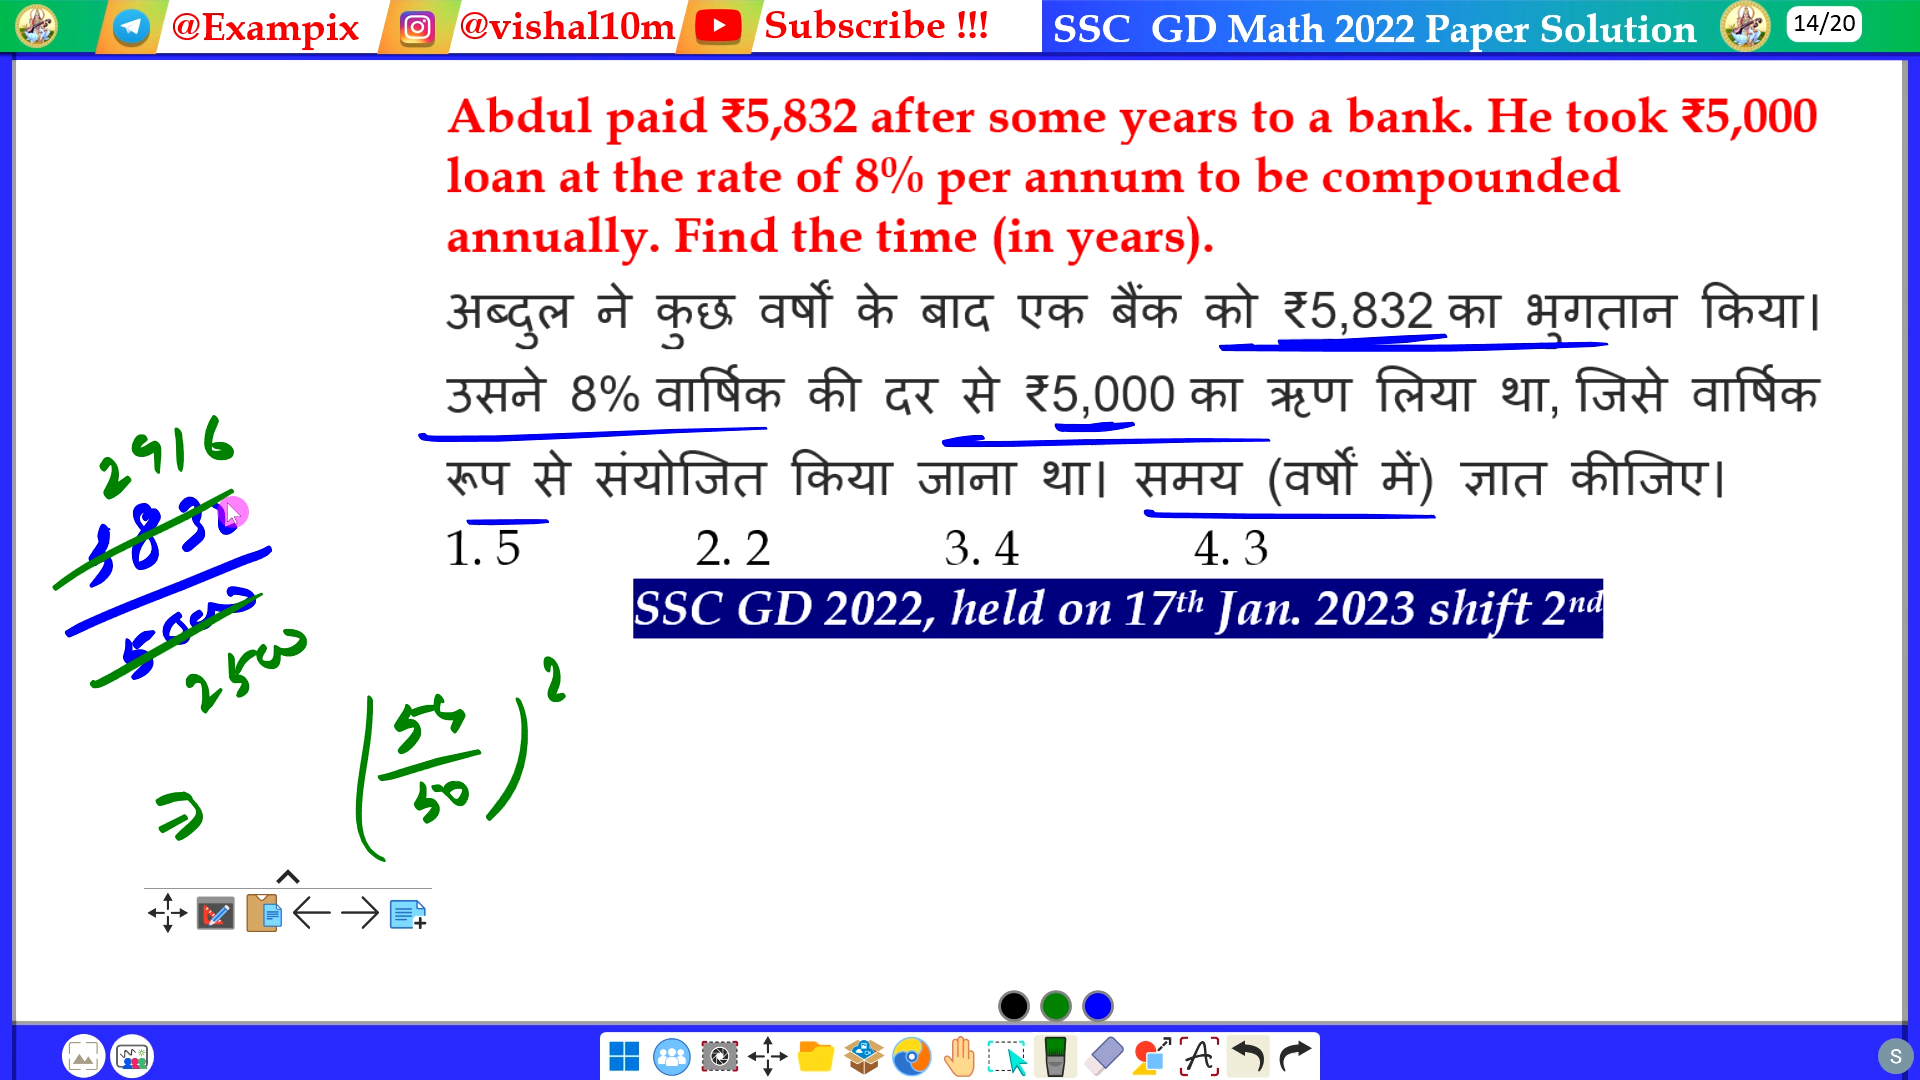 @Exampix @vishal10m Subscribe !!! SSC GD Math 2022 Paper Solution 14/20
Abdul paid ₹5,832 after some years to a bank. He took ₹5,000
loan at the rate of 8% per annum to be compounded
annually. Find the time (in years).
अब्दुल ने कुछ वर्षों के बाद एक बैंक को ₹5,832 का भुगतान किया।
उसने 8% वार्षिक की दर से ₹5,000 का ऋण लिया था, जिसे वार्षिक
रूप से संयोजित किया जाना था। समय (वर्षों में) ज्ञात कीजिए।
1. 5 2. 2 3. 4 4. 3
SSC GD 2022, held on 17th Jan. 2023 shift 2nd
2916
5000
2500
⇒ (54/50)²
S